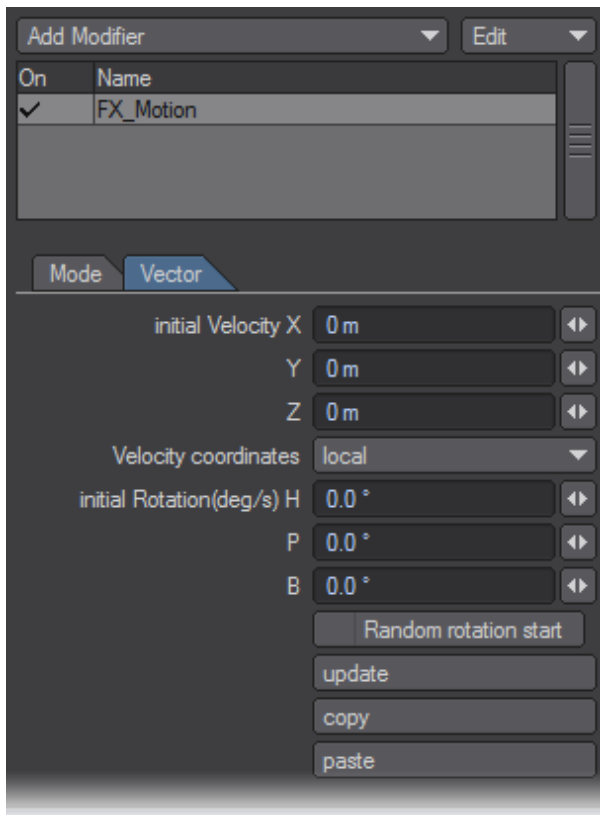 Add Modifier Edit
On Name
FX_Motion
Mode Vector
initial Velocity X 0 m
Y 0 m
Z 0 m
Velocity coordinates local
initial Rotation(deg/s) H 0.0 °
P 0.0 °
B 0.0 °
Random rotation start
update
copy
paste